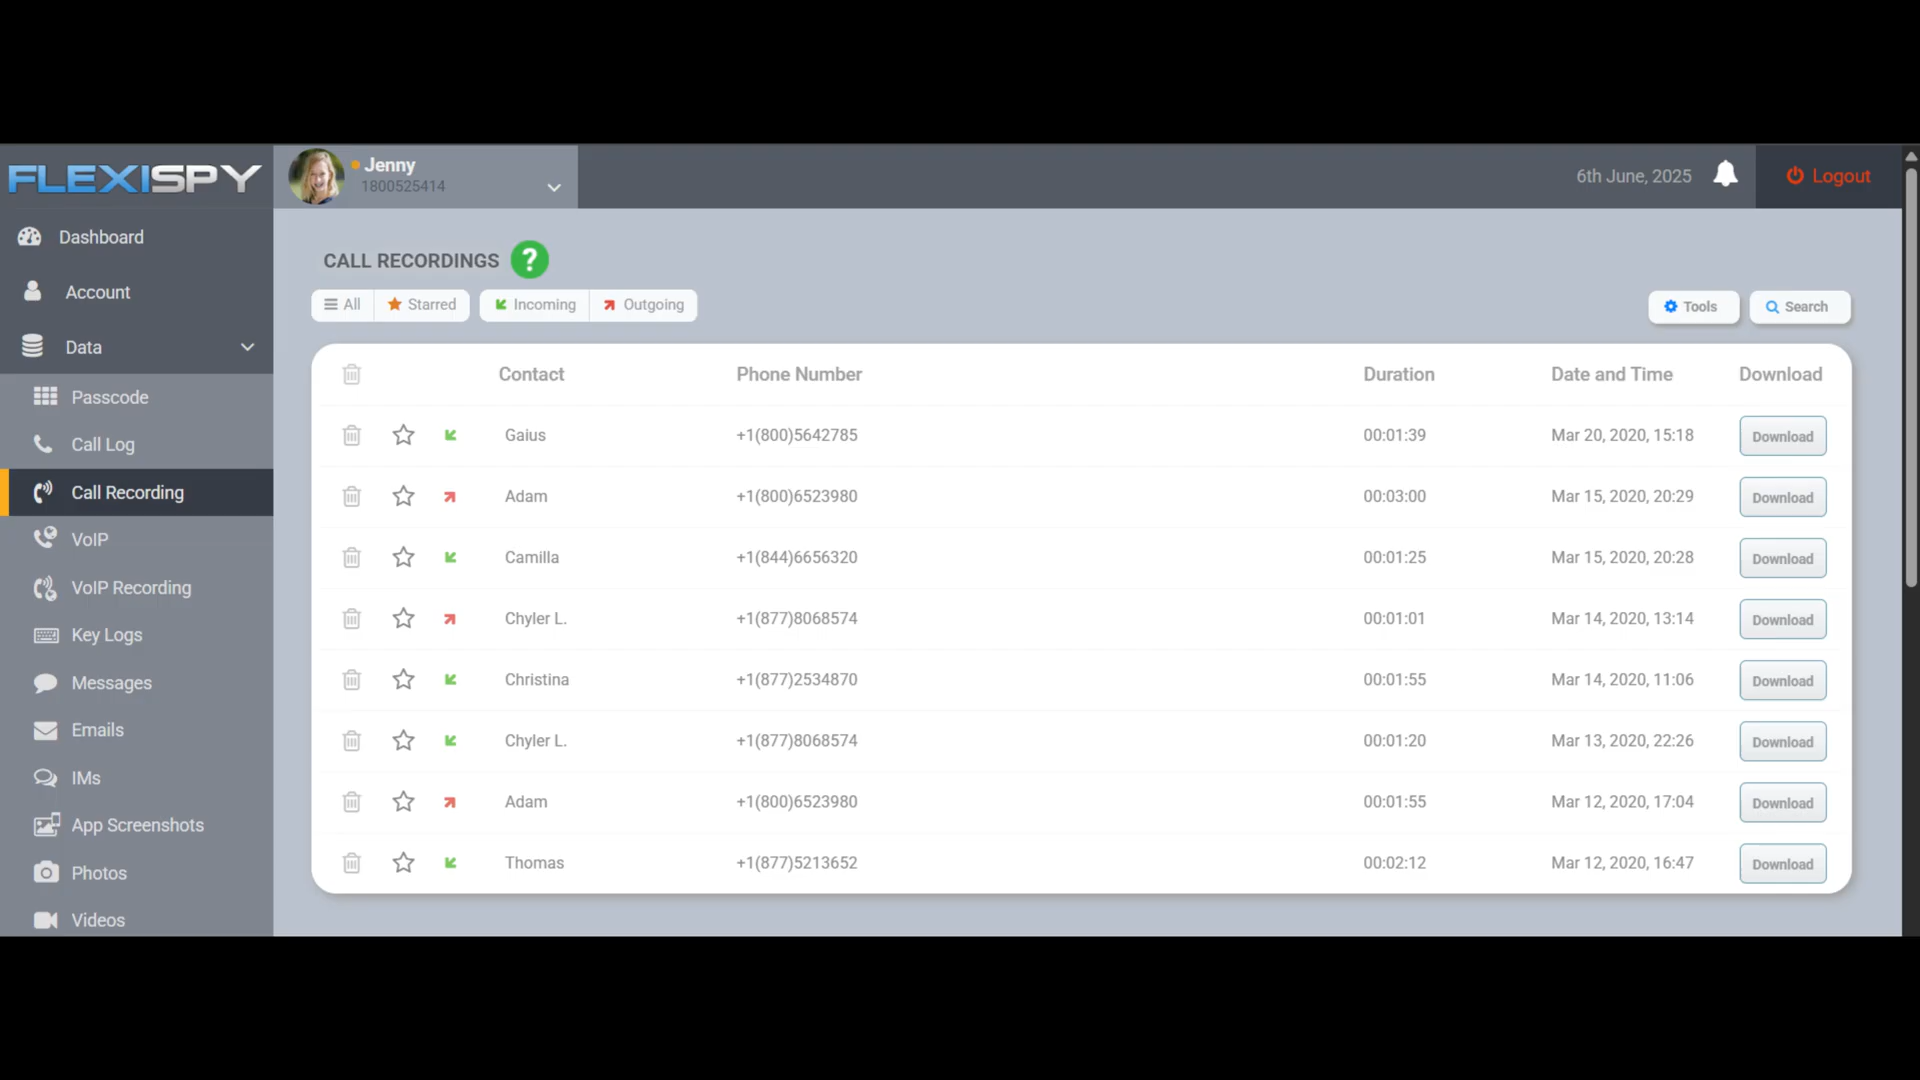 FLEXISPY
Jenny
1800525414
6th June, 2025
Logout
Dashboard
Account
Data
Passcode
Call Log
Call Recording
VoIP
VoIP Recording
Key Logs
Messages
Emails
IMs
App Screenshots
Photos
Videos
CALL RECORDINGS ?
All Starred Incoming Outgoing
Tools Search
Contact Phone Number Duration Date and Time Download
Gaius +1(800)5642785 00:01:39 Mar 20, 2020, 15:18 Download
Adam +1(800)6523980 00:03:00 Mar 15, 2020, 20:29 Download
Camilla +1(844)6656320 00:01:25 Mar 15, 2020, 20:28 Download
Chyler L. +1(877)8068574 00:01:01 Mar 14, 2020, 13:14 Download
Christina +1(877)2534870 00:01:55 Mar 14, 2020, 11:06 Download
Chyler L. +1(877)8068574 00:01:20 Mar 13, 2020, 22:26 Download
Adam +1(800)6523980 00:01:55 Mar 12, 2020, 17:04 Download
Thomas +1(877)5213652 00:02:12 Mar 12, 2020, 16:47 Download